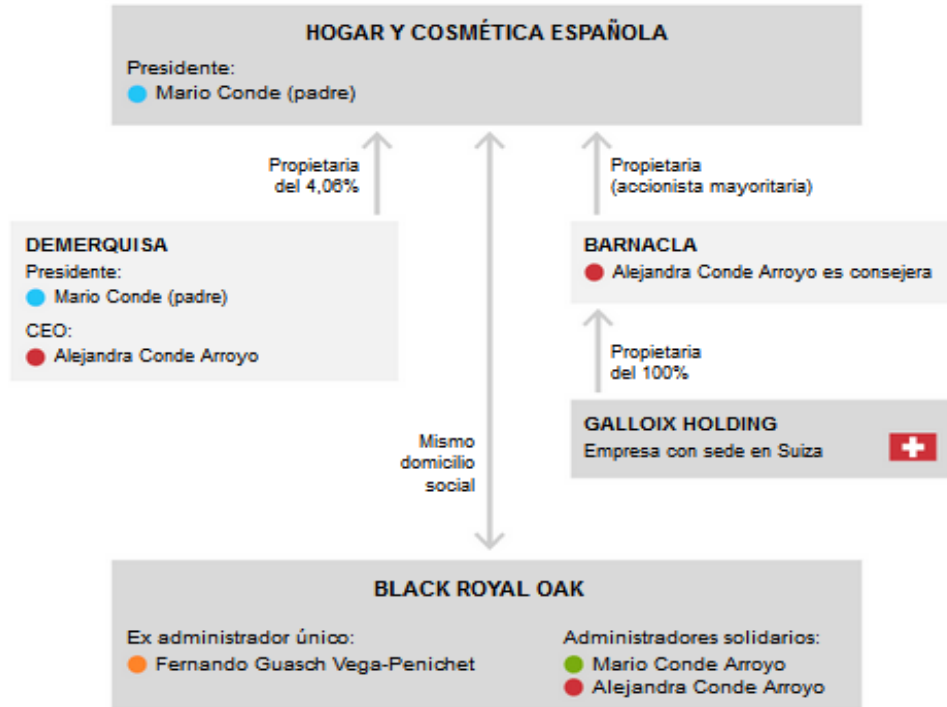 HOGAR Y COSMÉTICA ESPAÑOLA
Presidente:
Mario Conde (padre)
Propietaria
del 4,06%
Propietaria
(accionista mayoritaria)
DEMERQUISA
Presidente:
Mario Conde (padre)
CEO:
Alejandra Conde Arroyo
BARNACLA
Alejandra Conde Arroyo es consejera
Propietaria
del 100%
GALLOIX HOLDING
Empresa con sede en Suiza
Mismo
domicilio
social
BLACK ROYAL OAK
Ex administrador único:
Fernando Guasch Vega-Penichet
Administradores solidarios:
Mario Conde Arroyo
Alejandra Conde Arroyo